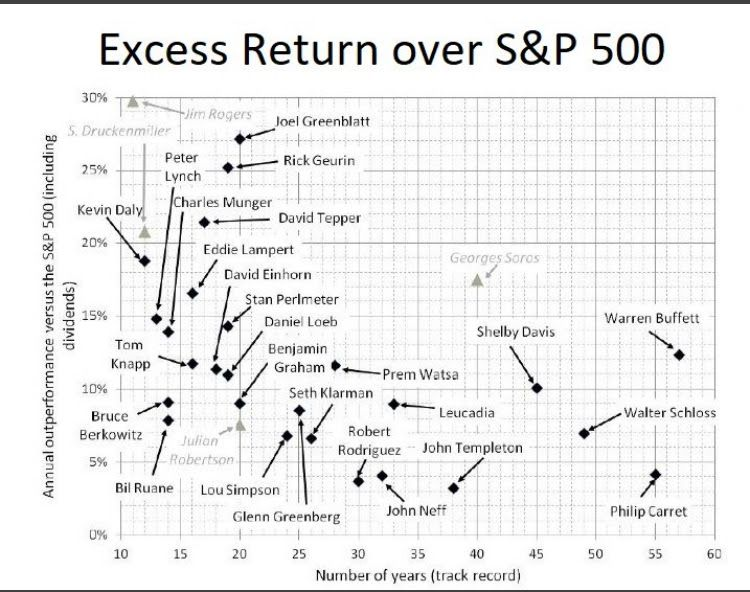 Excess Return over S&P 500
Annual outperformance versus the S&P 500 (including
dividends)
30%
25%
20%
15%
10%
5%
0%
Jim Rogers
S. Druckenmiller
Joel Greenblatt
Peter
Lynch
Rick Geurin
Kevin Daly
Charles Munger
David Tepper
Eddie Lampert
Georges Soros
David Einhorn
Stan Perlmeter
Daniel Loeb
Warren Buffett
Shelby Davis
Tom
Knapp
Benjamin
Graham
Prem Watsa
Seth Klarman
Leucadia
Walter Schloss
Bruce
Berkowitz
Julian
Robertson
Robert
Rodriguez
John Templeton
Bil Ruane
Lou Simpson
Glenn Greenberg
John Neff
Philip Carret
10 15 20 25 30 35 40 45 50 55 60
Number of years (track record)